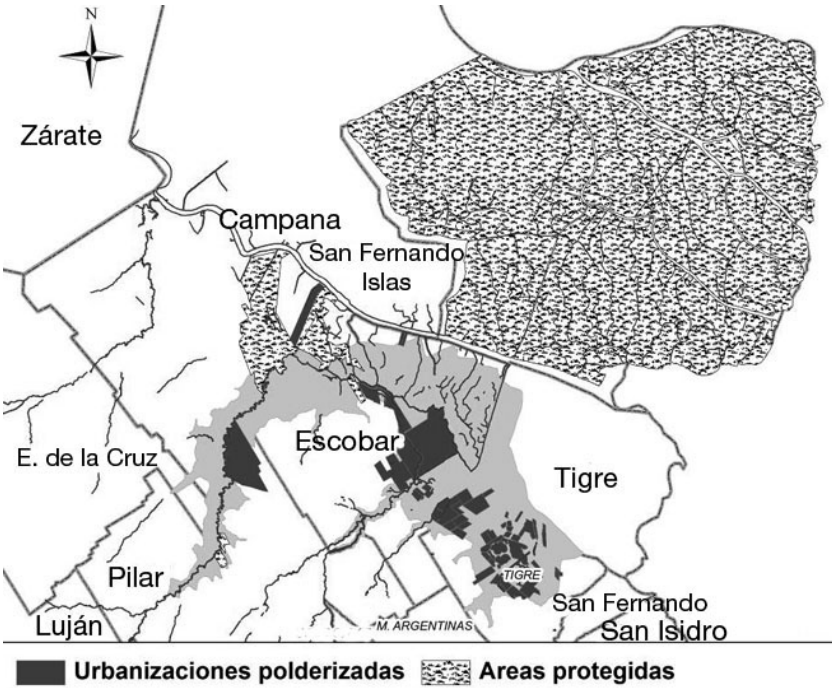 N
Zárate
Campana
San Fernando
Islas
Escobar
E. de la Cruz
Tigre
Pilar
TIGRE
San Fernando
Luján
M. ARGENTINAS
San Isidro
Urbanizaciones polderizadas
Areas protegidas